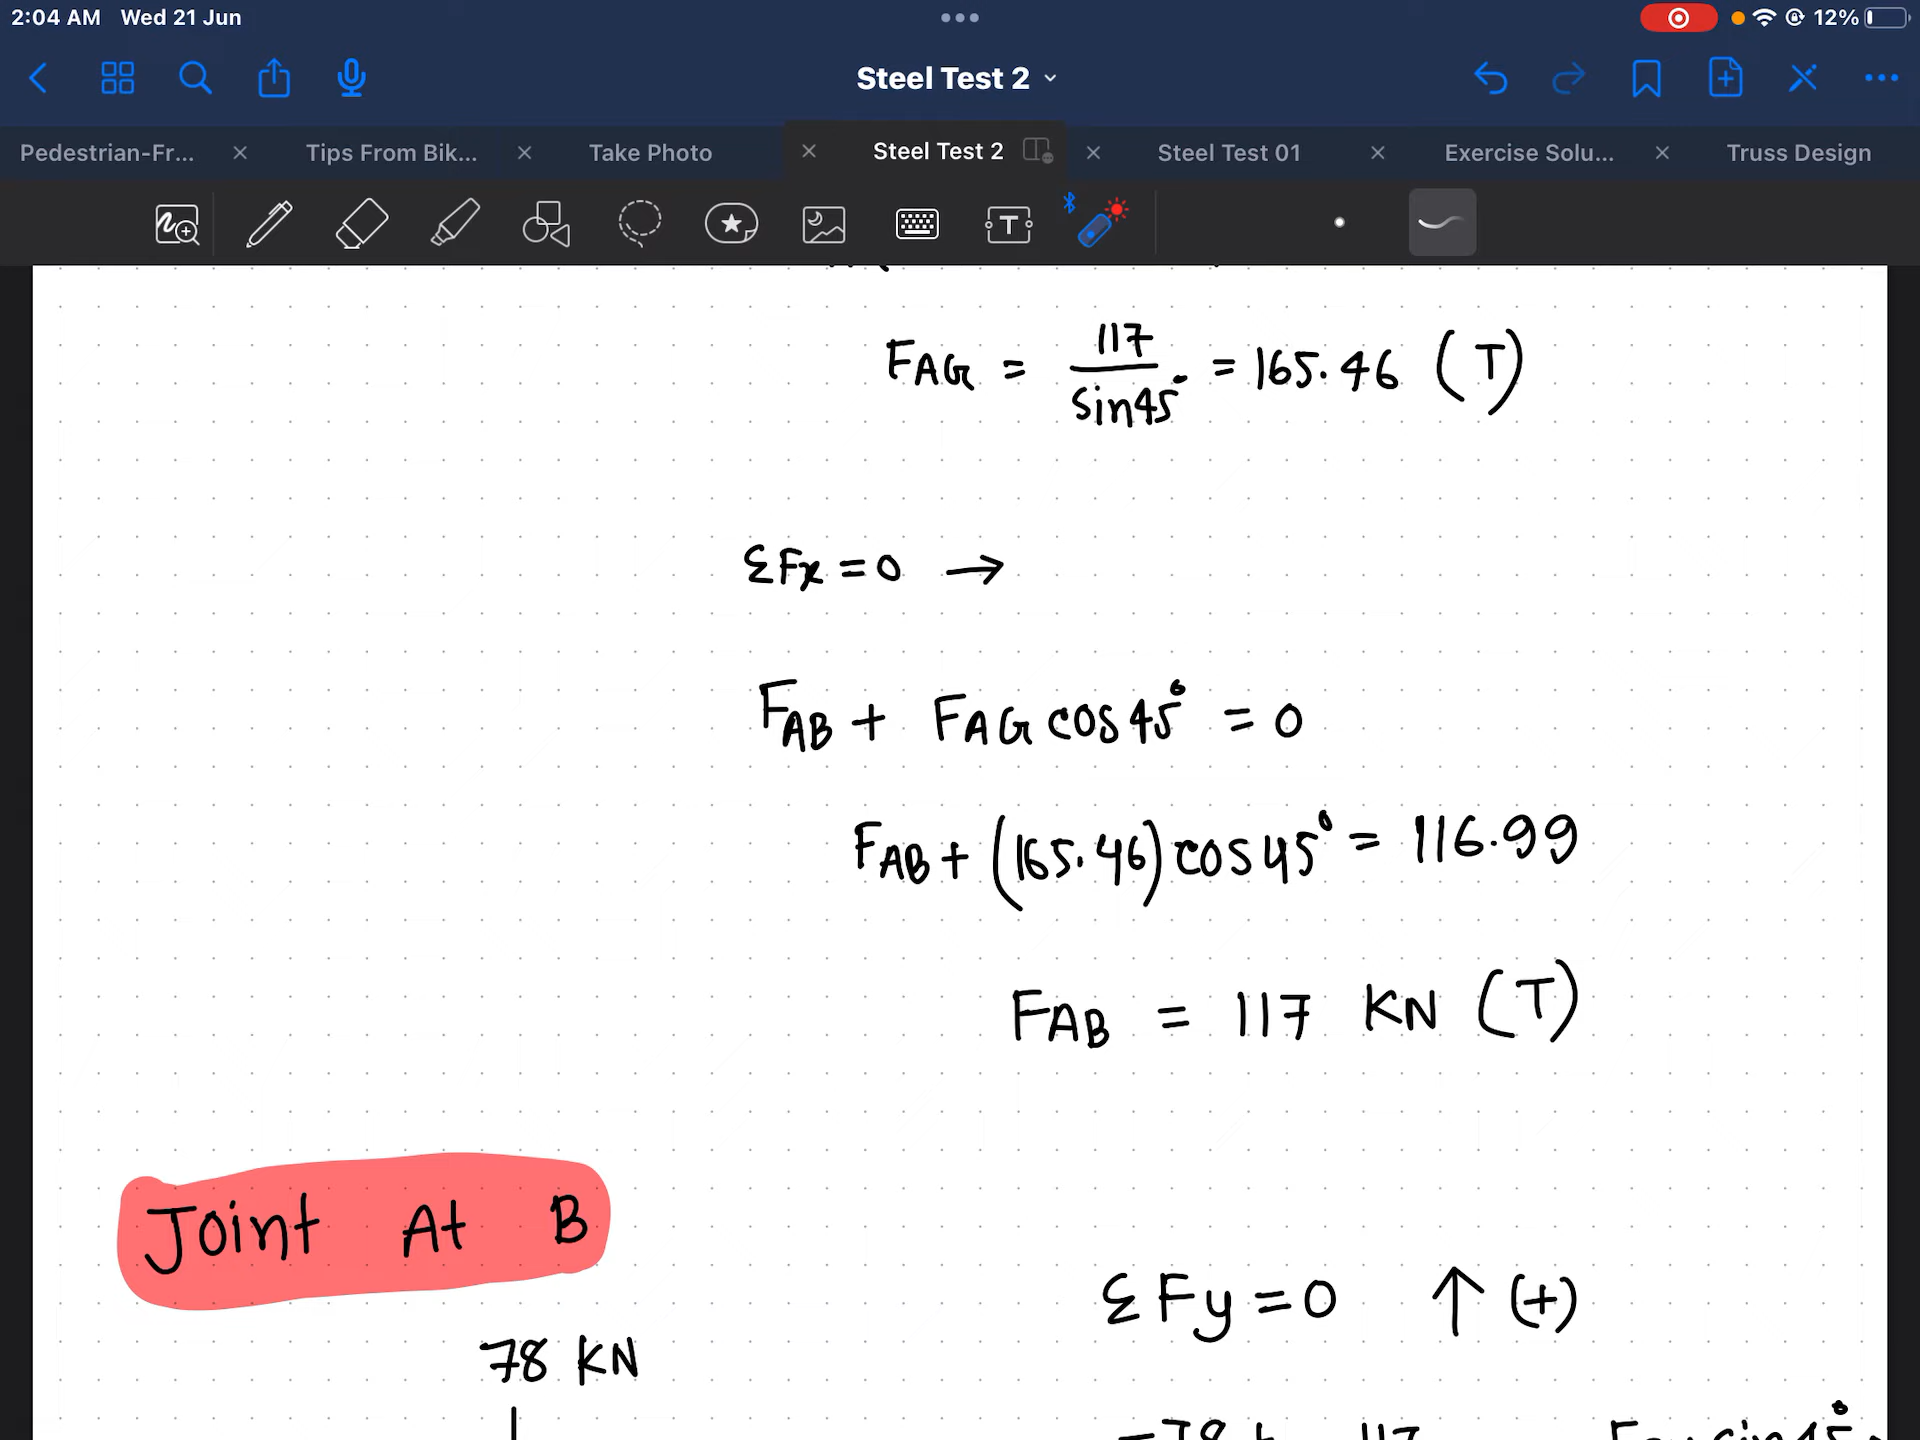 2:04 AM Wed 21 Jun 12%
Steel Test 2
Pedestrian-Fr... Tips From Bik... Take Photo Steel Test 2 Steel Test 01 Exercise Solu... Truss Design
T
FAG = 117/sin45° = 165.46 (T)
ΣFx = 0 →
FAB + FAG cos45° = 0
FAB + (165.46) cos45° = 116.99
FAB = 117 KN (T)
Joint At B
ΣFy = 0 ↑ (+)
78 KN